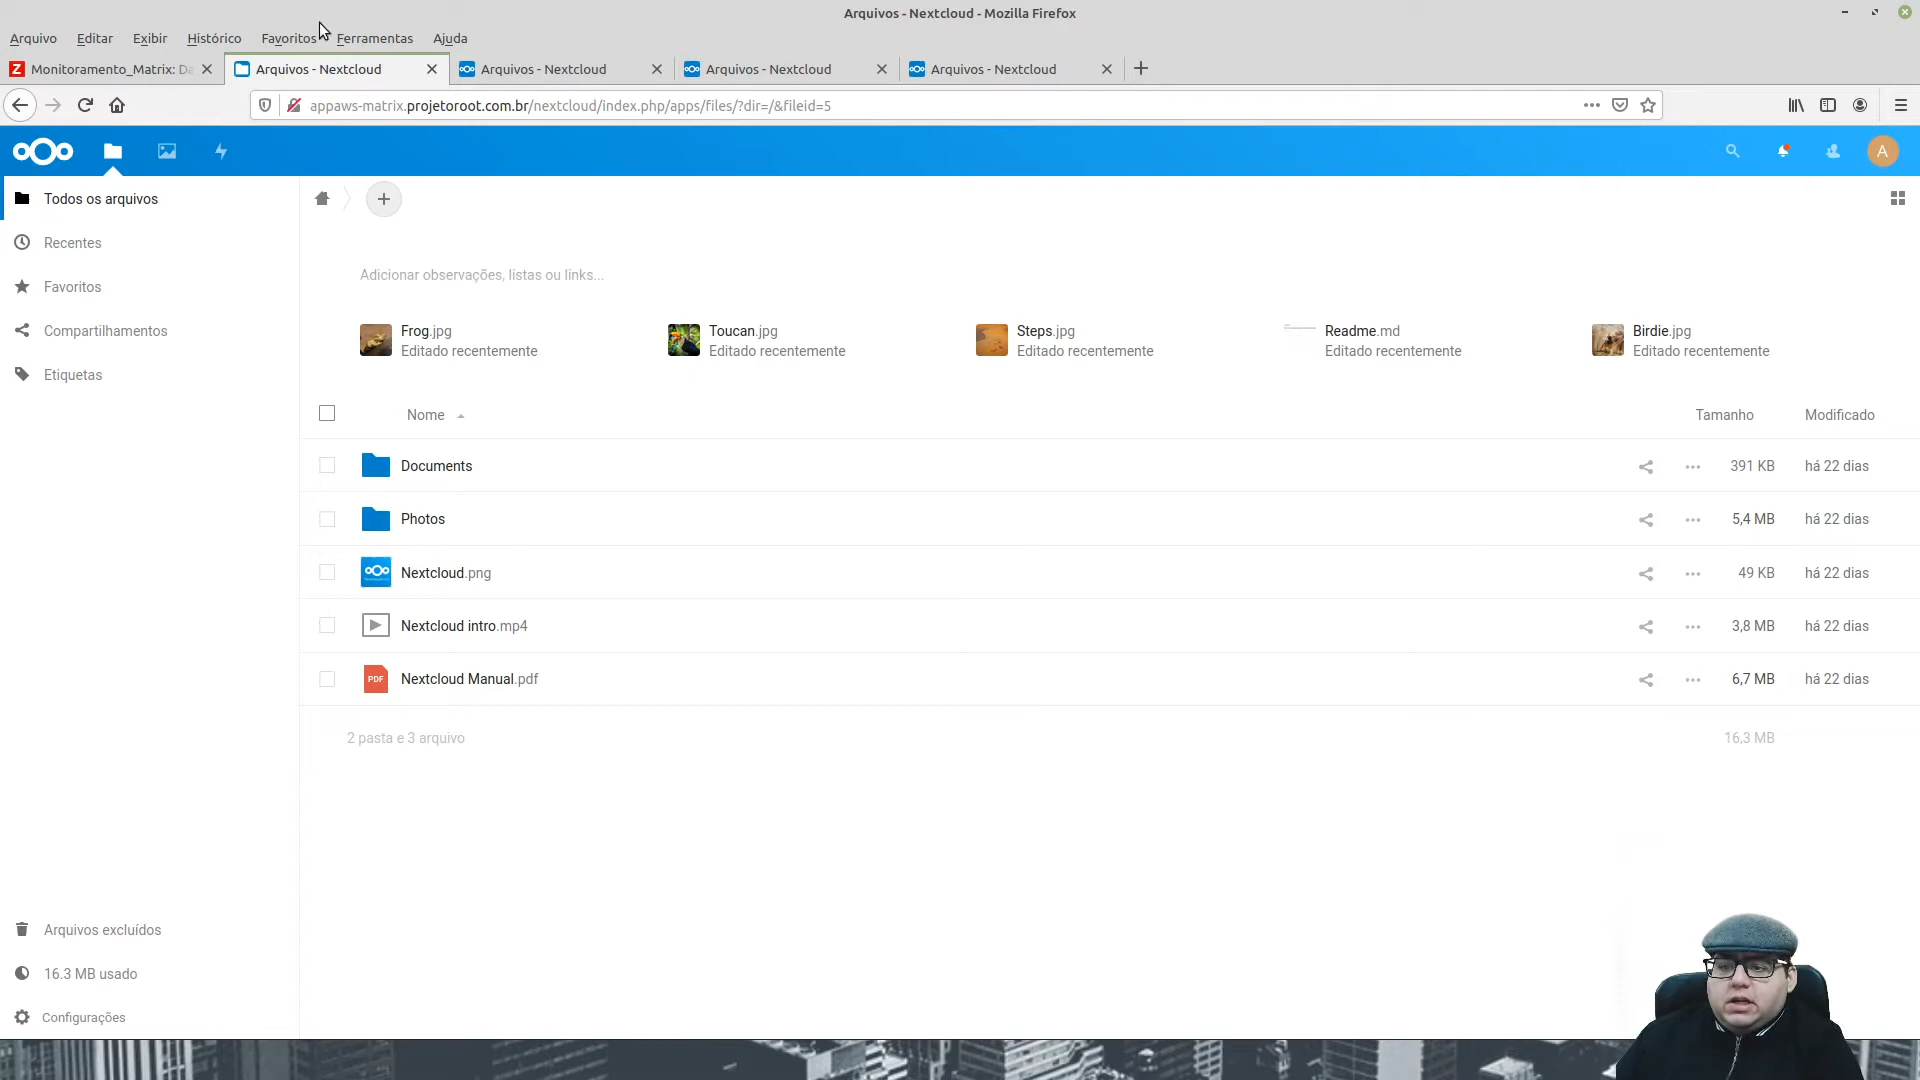 Arquivos - Nextcloud - Mozilla Firefox
Arquivo Editar Exibir Histórico Favoritos Ferramentas Ajuda
Z Monitoramento_Matrix: Da Arquivos - Nextcloud Arquivos - Nextcloud Arquivos - Nextcloud Arquivos - Nextcloud
appaws-matrix.projetoroot.com.br/nextcloud/index.php/apps/files/?dir=/&fileid=5
A
Todos os arquivos
Recentes
Favoritos
Compartilhamentos
Etiquetas
Adicionar observações, listas ou links...
Frog.jpg Toucan.jpg Steps.jpg Readme.md Birdie.jpg
Editado recentemente Editado recentemente Editado recentemente Editado recentemente Editado recentemente
Nome Tamanho Modificado
Documents 391 KB há 22 dias
Photos 5,4 MB há 22 dias
Nextcloud.png 49 KB há 22 dias
Nextcloud intro.mp4 3,8 MB há 22 dias
PDF Nextcloud Manual.pdf 6,7 MB há 22 dias
2 pasta e 3 arquivo 16,3 MB
Arquivos excluídos
16.3 MB usado
Configurações